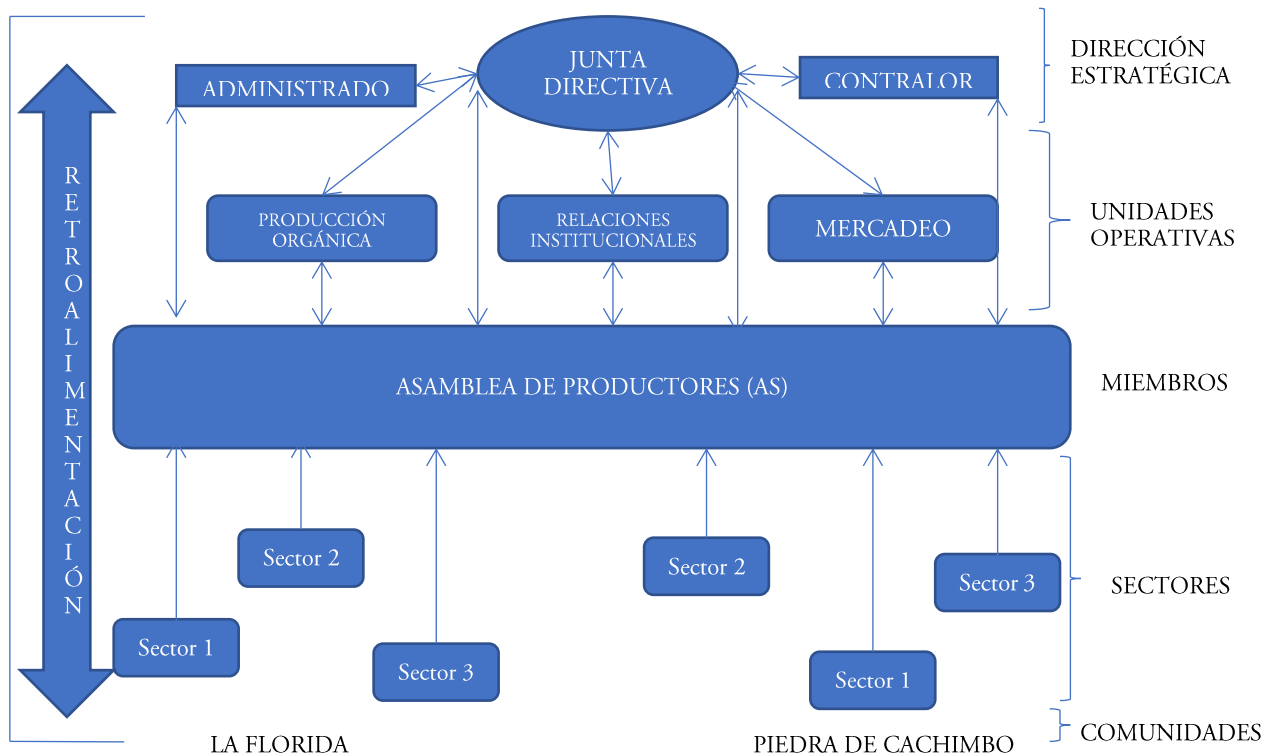 JUNTA
DIRECTIVA
ADMINISTRADO
CONTRALOR
DIRECCIÓN
ESTRATÉGICA
RETROALIMENTACIÓN
PRODUCCIÓN
ORGÁNICA
RELACIONES
INSTITUCIONALES
MERCADEO
UNIDADES
OPERATIVAS
ASAMBLEA DE PRODUCTORES (AS)
MIEMBROS
Sector 2
Sector 2
Sector 3
Sector 1
Sector 3
Sector 1
SECTORES
LA FLORIDA
PIEDRA DE CACHIMBO
COMUNIDADES